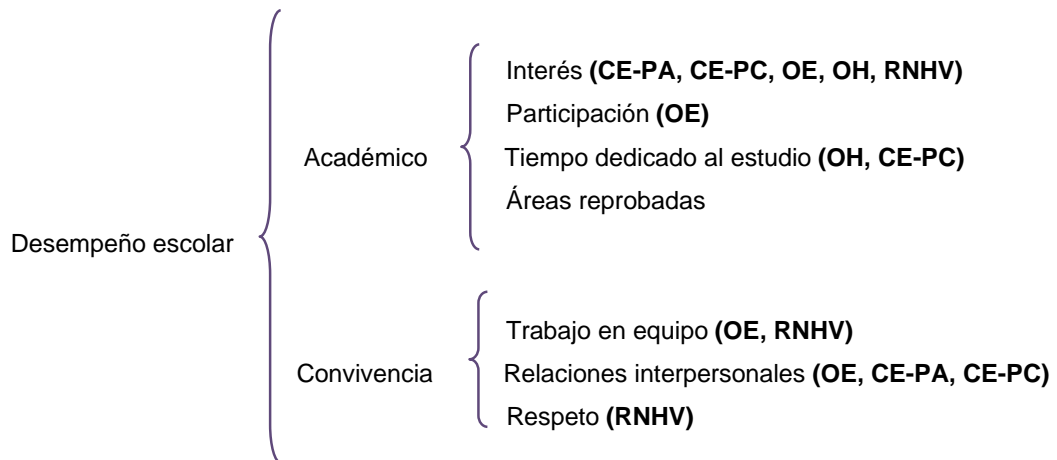 Interés (CE-PA, CE-PC, OE, OH, RNHV)
Participación (OE)
Académico
Tiempo dedicado al estudio (OH, CE-PC)
Áreas reprobadas
Desempeño escolar
Trabajo en equipo (OE, RNHV)
Convivencia
Relaciones interpersonales (OE, CE-PA, CE-PC)
Respeto (RNHV)